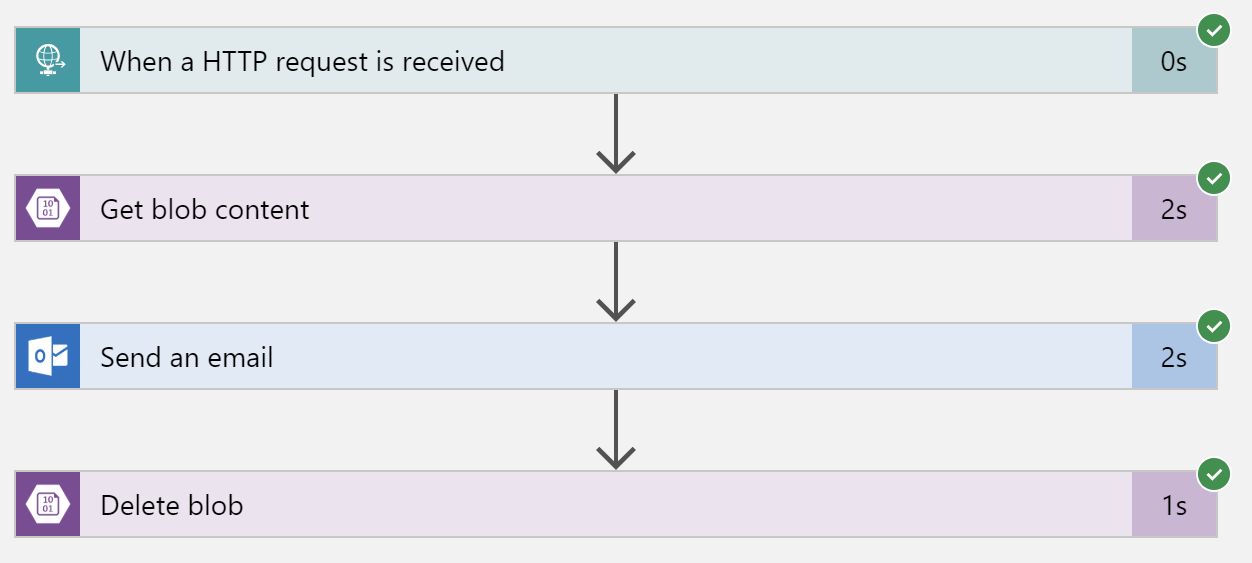 When a HTTP request is received 0s
10
01
Get blob content 2s
Send an email 2s
10
01
Delete blob 1s